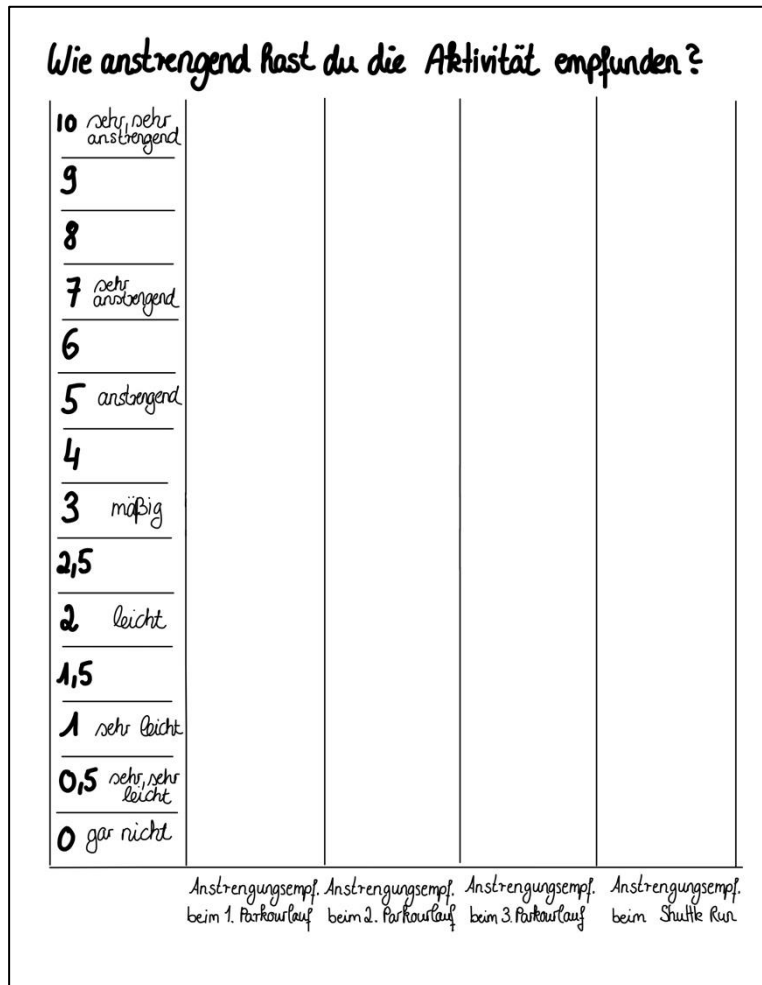 Wie anstrengend hast du die Aktivität empfunden?
10 sehr, sehr
anstrengend
9
8
7 sehr
anstrengend
6
5 anstrengend
4
3 mäßig
2,5
2 leicht
1,5
1 sehr leicht
0,5 sehr, sehr
leicht
0 gar nicht
Anstrengungsempf.
beim 1. Parkourlauf
Anstrengungsempf.
beim 2. Parkourlauf
Anstrengungsempf.
beim 3. Parkourlauf
Anstrengungsempf.
beim Shuttle Run